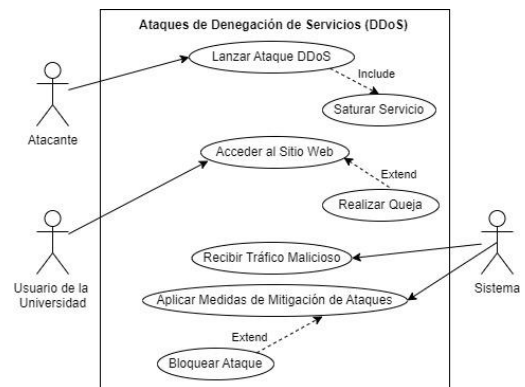 Ataques de Denegación de Servicios (DDoS)
Lanzar Ataque DDoS
Include
Saturar Servicio
Atacante
Acceder al Sitio Web
Extend
Realizar Queja
Usuario de la
Universidad
Recibir Tráfico Malicioso
Sistema
Aplicar Medidas de Mitigación de Ataques
Extend
Bloquear Ataque